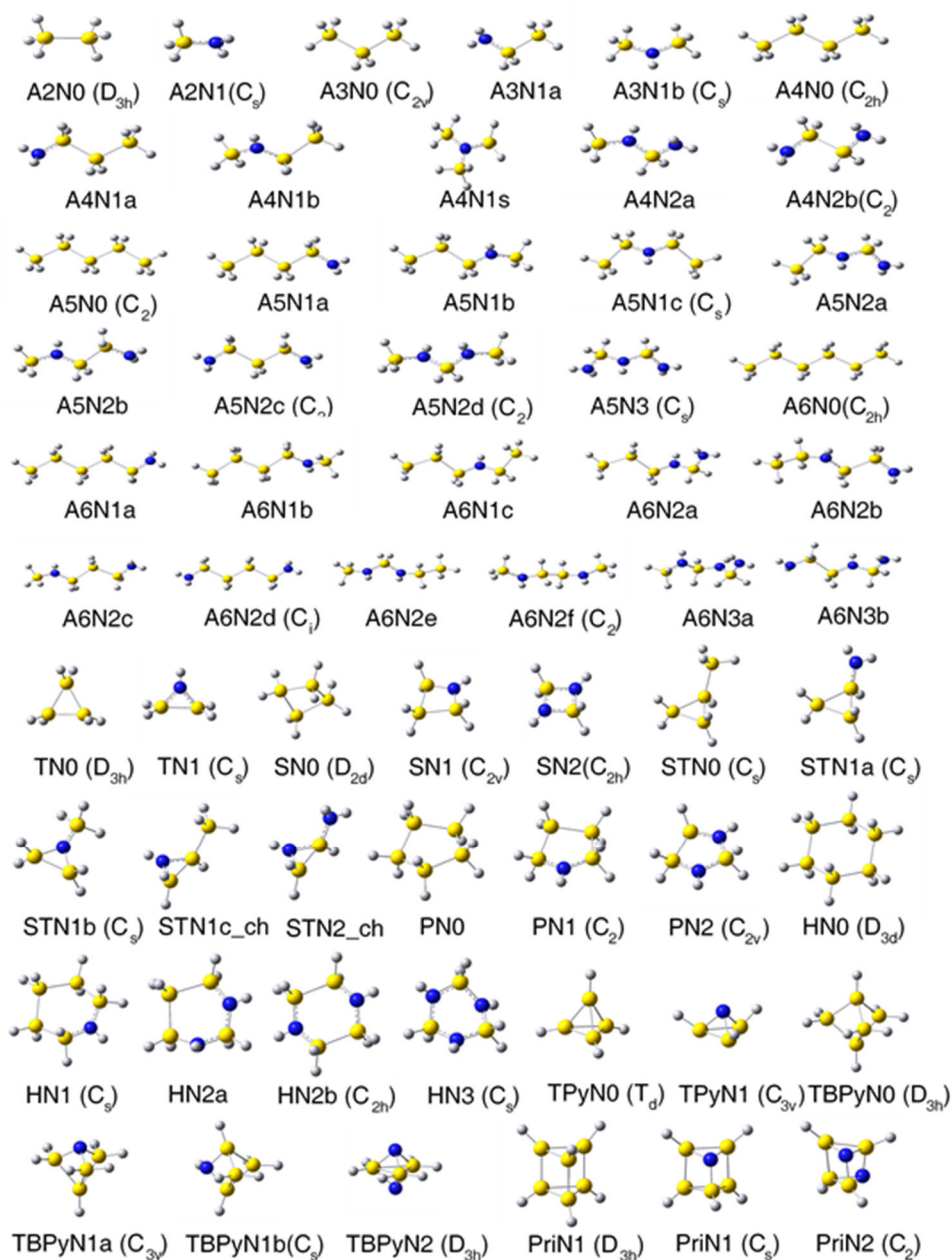 A2N0 (D3h) A2N1(Cs) A3N0 (C2v) A3N1a A3N1b (Cs) A4N0 (C2h)
A4N1a A4N1b A4N1s A4N2a A4N2b(C2)
A5N0 (C2) A5N1a A5N1b A5N1c (Cs) A5N2a
A5N2b A5N2c (C2) A5N2d (C2) A5N3 (Cs) A6N0(C2h)
A6N1a A6N1b A6N1c A6N2a A6N2b
A6N2c A6N2d (Ci) A6N2e A6N2f (C2) A6N3a A6N3b
TN0 (D3h) TN1 (Cs) SN0 (D2d) SN1 (C2v) SN2(C2h) STN0 (Cs) STN1a (Cs)
STN1b (Cs) STN1c_ch STN2_ch PN0 PN1 (C2) PN2 (C2v) HN0 (D3d)
HN1 (Cs) HN2a HN2b (C2h) HN3 (Cs) TPyN0 (Td) TPyN1 (C3v) TBPyN0 (D3h)
TBPyN1a (C3v) TBPyN1b(Cs) TBPyN2 (D3h) PriN1 (D3h) PriN1 (Cs) PriN2 (C2)